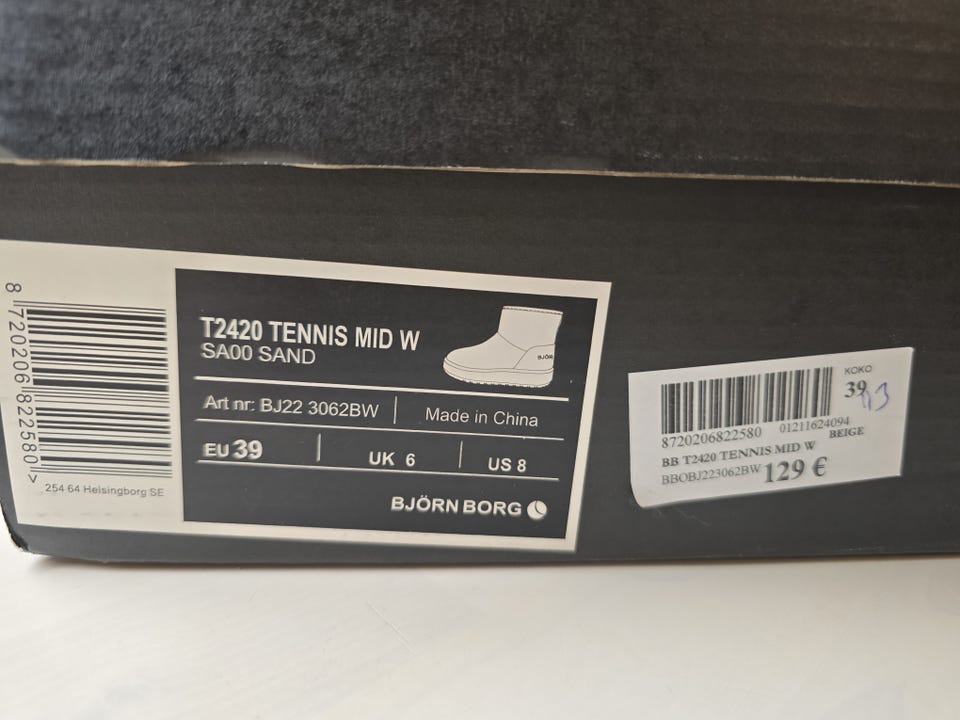 8 720206 822580 >
254 64 Helsingborg SE
T2420 TENNIS MID W
SA00 SAND
BJÖR
Art nr: BJ22 3062BW
Made in China
EU 39
UK 6
US 8
BJÖRN BORG
KOKO
39
8720206822580 01211624094
BB T2420 TENNIS MID W BEIGE
BBOBJ223062BW 129 €